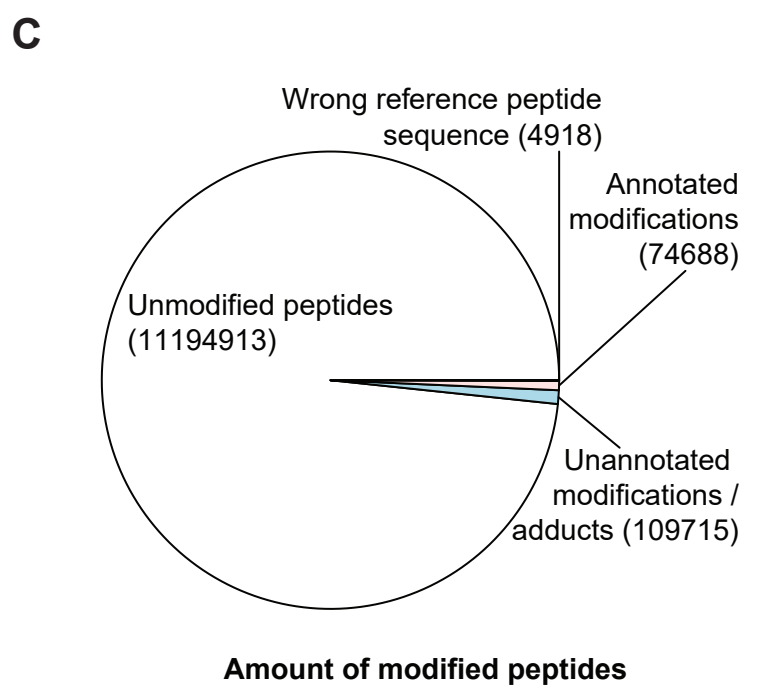 C
Wrong reference peptide
sequence (4918)
Annotated
modifications
(74688)
Unmodified peptides
(11194913)
Unannotated
modifications /
adducts (109715)
Amount of modified peptides